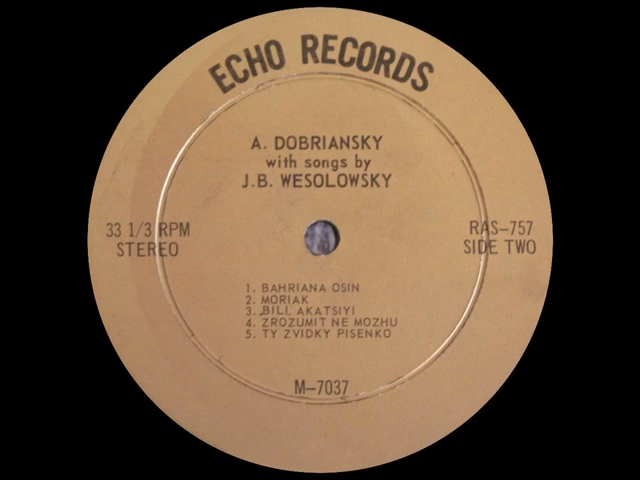 ECHO RECORDS
A. DOBRIANSKY
with songs by
J.B. WESOLOWSKY
33 1/3 RPM
STEREO
RAS-757
SIDE TWO
1. BAHRIANA OSIN
2. MORIAK
3. BILI, AKATSIYI
4. ZROZUMIT NE MOZHU
5. TY ZVIDKY PISENKO
M-7037